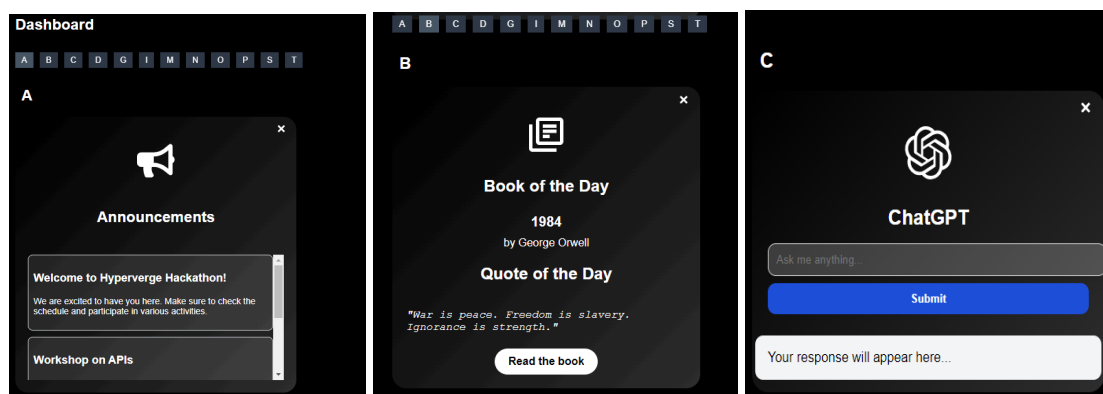 Dashboard
A B C D G I M N O P S T
A
×
Announcements
Welcome to Hyperverge Hackathon!
We are excited to have you here. Make sure to check the
schedule and participate in various activities.
Workshop on APIs
A B C D G I M N O P S T
B
×
Book of the Day
1984
by George Orwell
Quote of the Day
"War is peace. Freedom is slavery.
Ignorance is strength."
Read the book
C
×
ChatGPT
Ask me anything...
Submit
Your response will appear here...